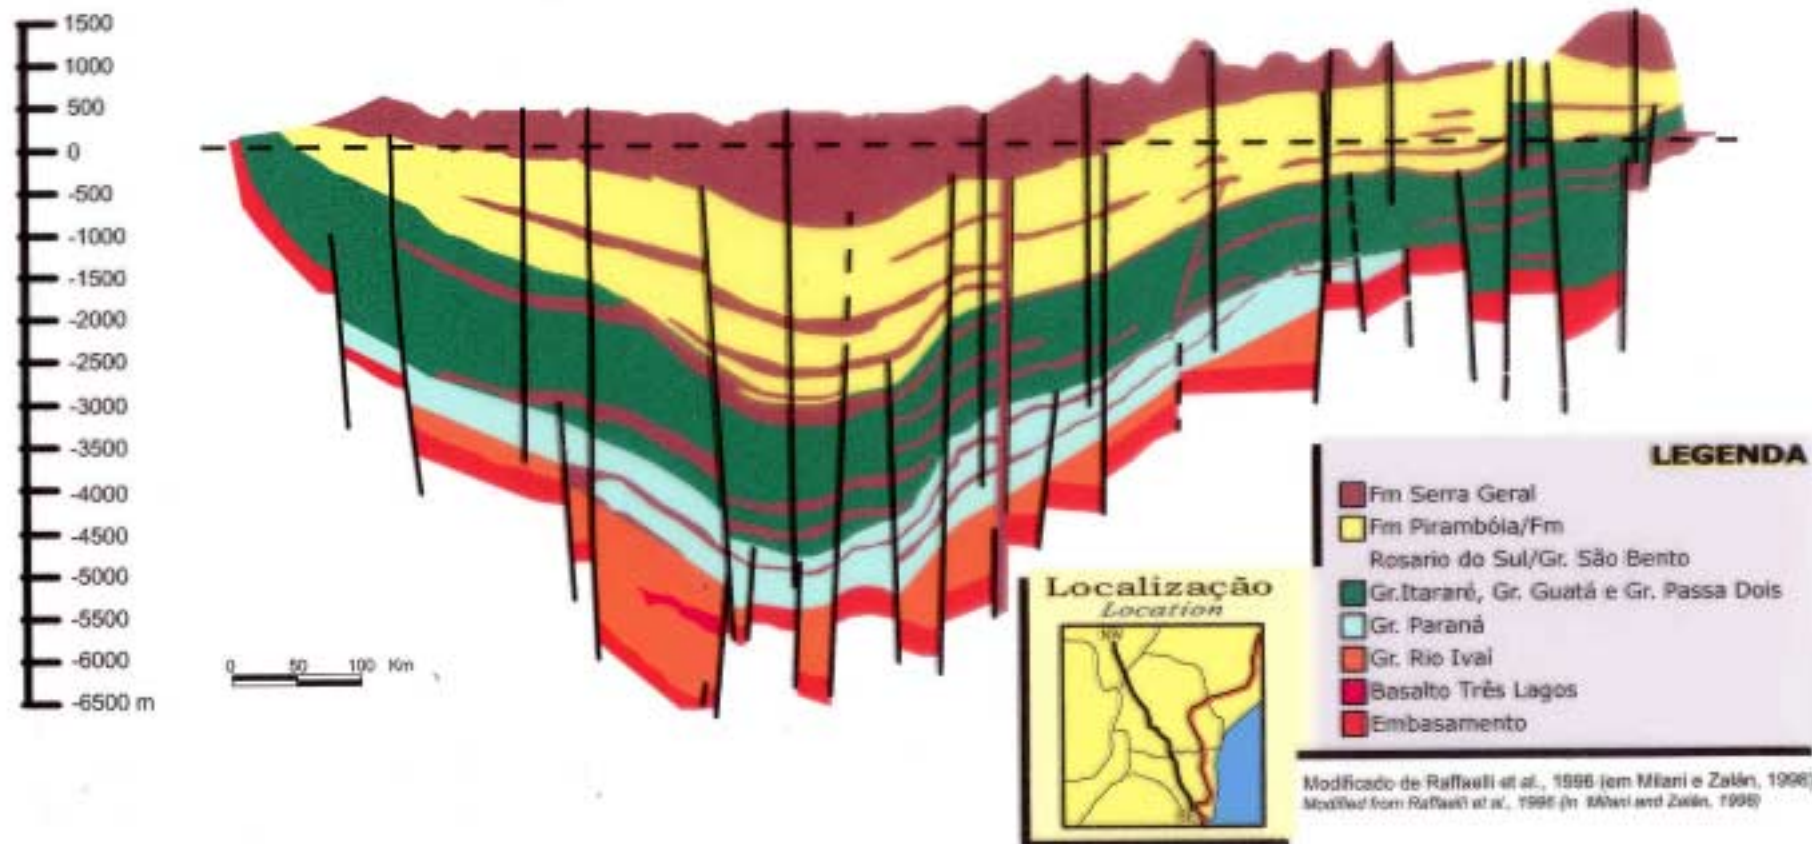 1500
1000
500
0
-500
-1000
-1500
-2000
-2500
-3000
-3500
-4000
-4500
-5000
-5500
-6000
-6500 m
0 50 100 Km
LEGENDA
Fm Serra Geral
Fm Pirambóia/Fm
Rosario do Sul/Gr. São Bento
Gr.Itararé, Gr. Guatá e Gr. Passa Dois
Gr. Paraná
Gr. Rio Ivaí
Basalto Três Lagos
Embasamento
Localização
Location
NW
SE
Modificado de Raffaelli et al., 1996 (em Milani e Zalán, 1998)
Modified from Raffaelli et al., 1996 (in Milani and Zalán, 1998)